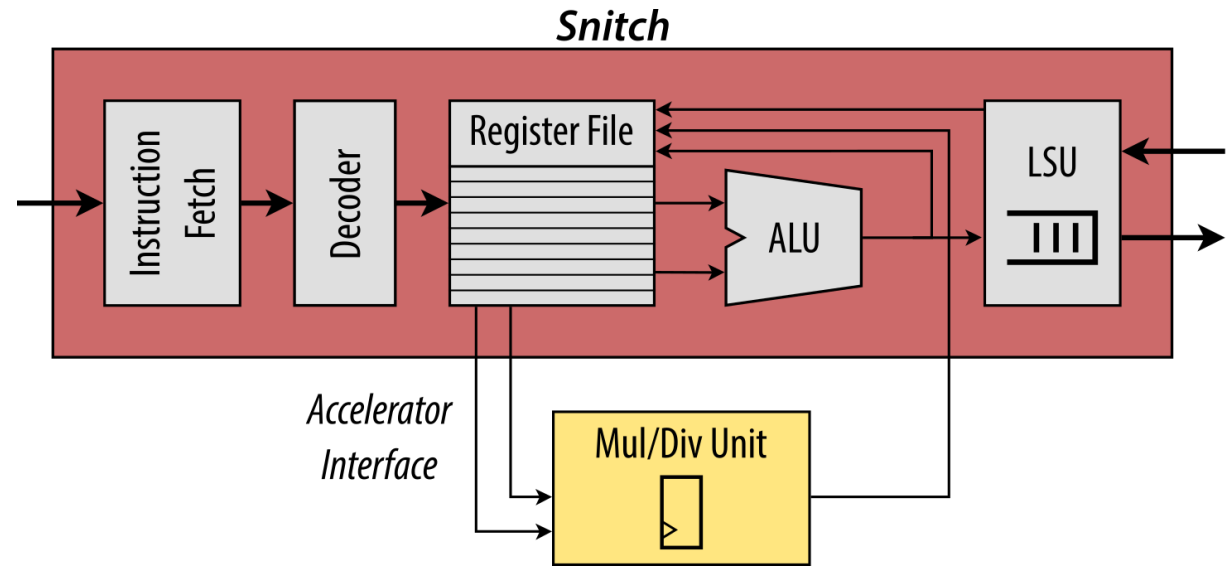 Snitch
Instruction
Fetch
Decoder
Register File
ALU
LSU
Accelerator
Interface
Mul/Div Unit